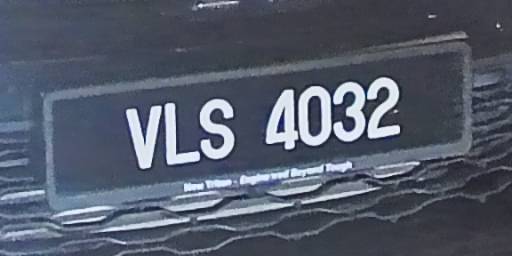 VLS 4032
New Triton - Engineered Beyond Tough